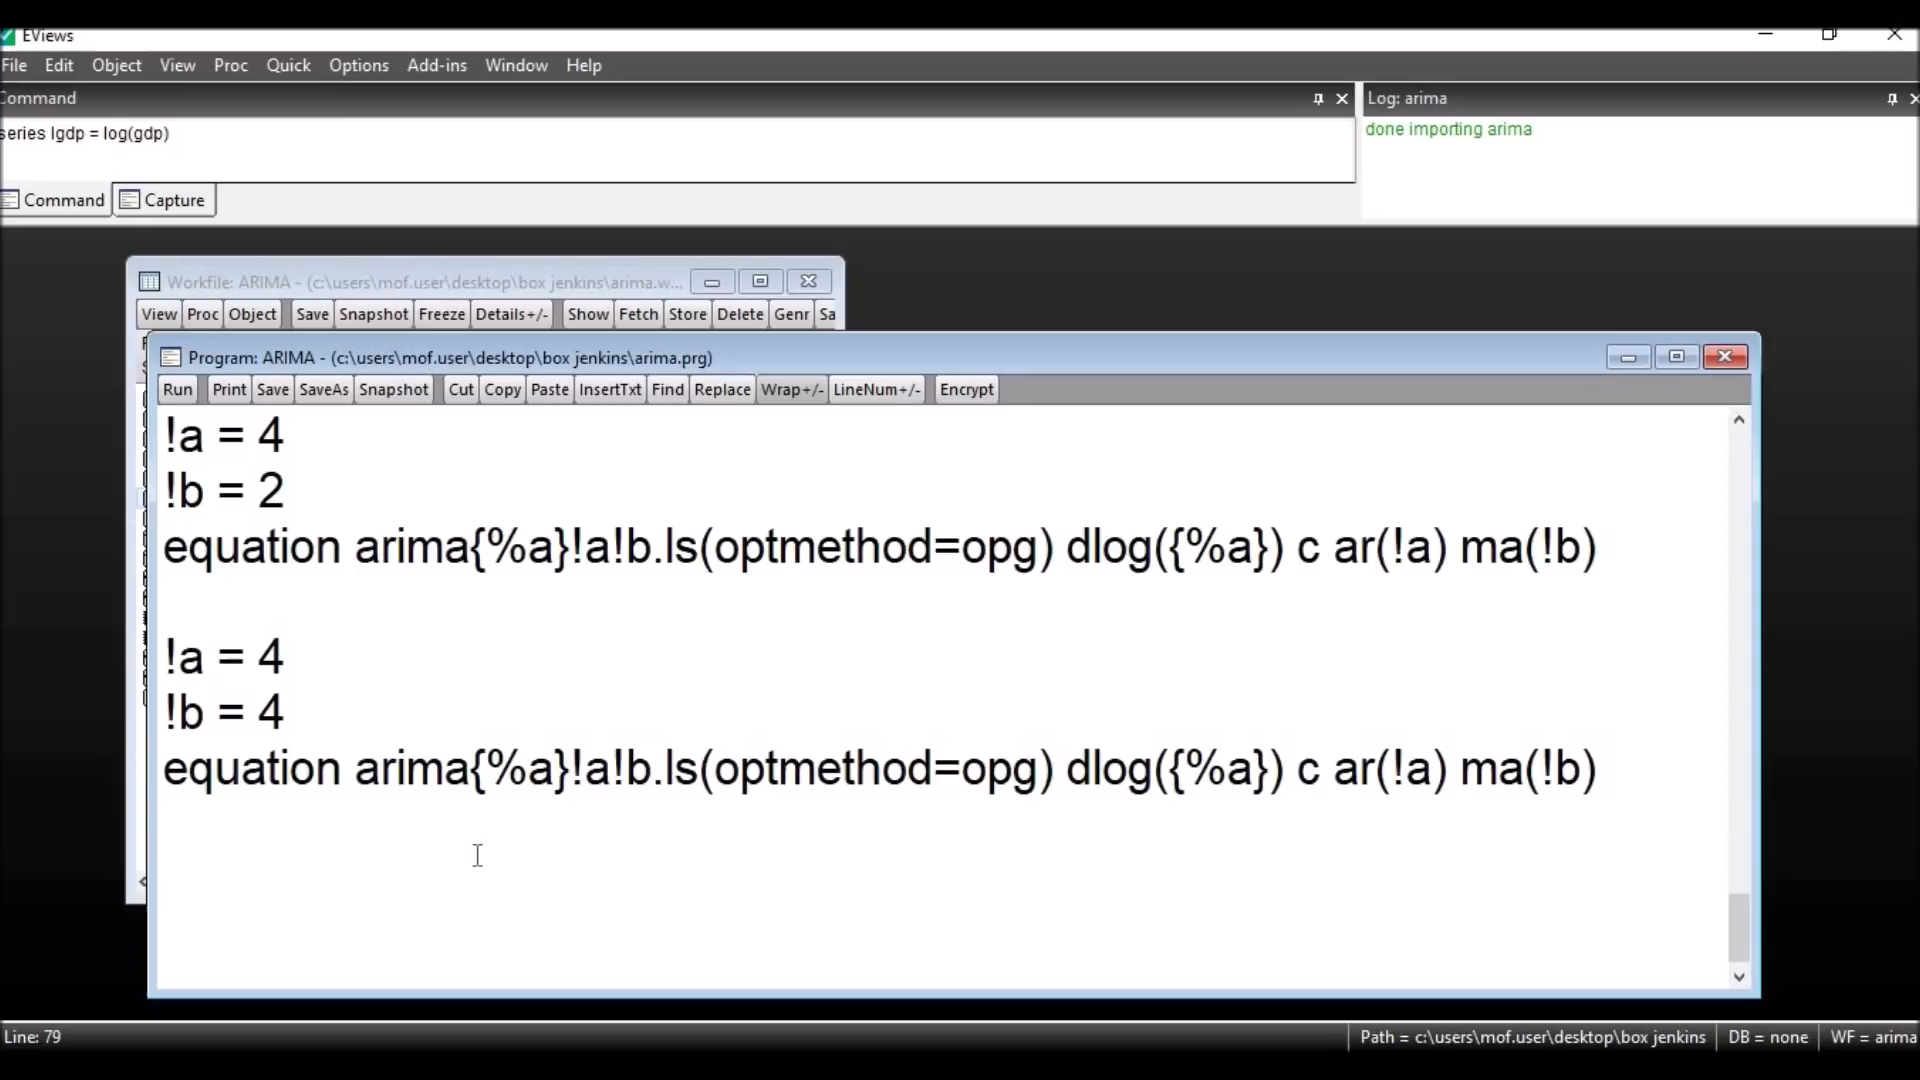 EViews
File Edit Object View Proc Quick Options Add-ins Window Help
Command
Log: arima
series lgdp = log(gdp)
done importing arima
Command Capture
Workfile: ARIMA - (c:\users\mof.user\desktop\box jenkins\arima.w...
View Proc Object Save Snapshot Freeze Details+/- Show Fetch Store Delete Genr Sa
Program: ARIMA - (c:\users\mof.user\desktop\box jenkins\arima.prg)
Run Print Save SaveAs Snapshot Cut Copy Paste InsertTxt Find Replace Wrap+/- LineNum+/- Encrypt
!a = 4
!b = 2
equation arima{%a}!a!b.ls(optmethod=opg) dlog({%a}) c ar(!a) ma(!b)
!a = 4
!b = 4
equation arima{%a}!a!b.ls(optmethod=opg) dlog({%a}) c ar(!a) ma(!b)
Line: 79
Path = c:\users\mof.user\desktop\box jenkins DB = none WF = arima